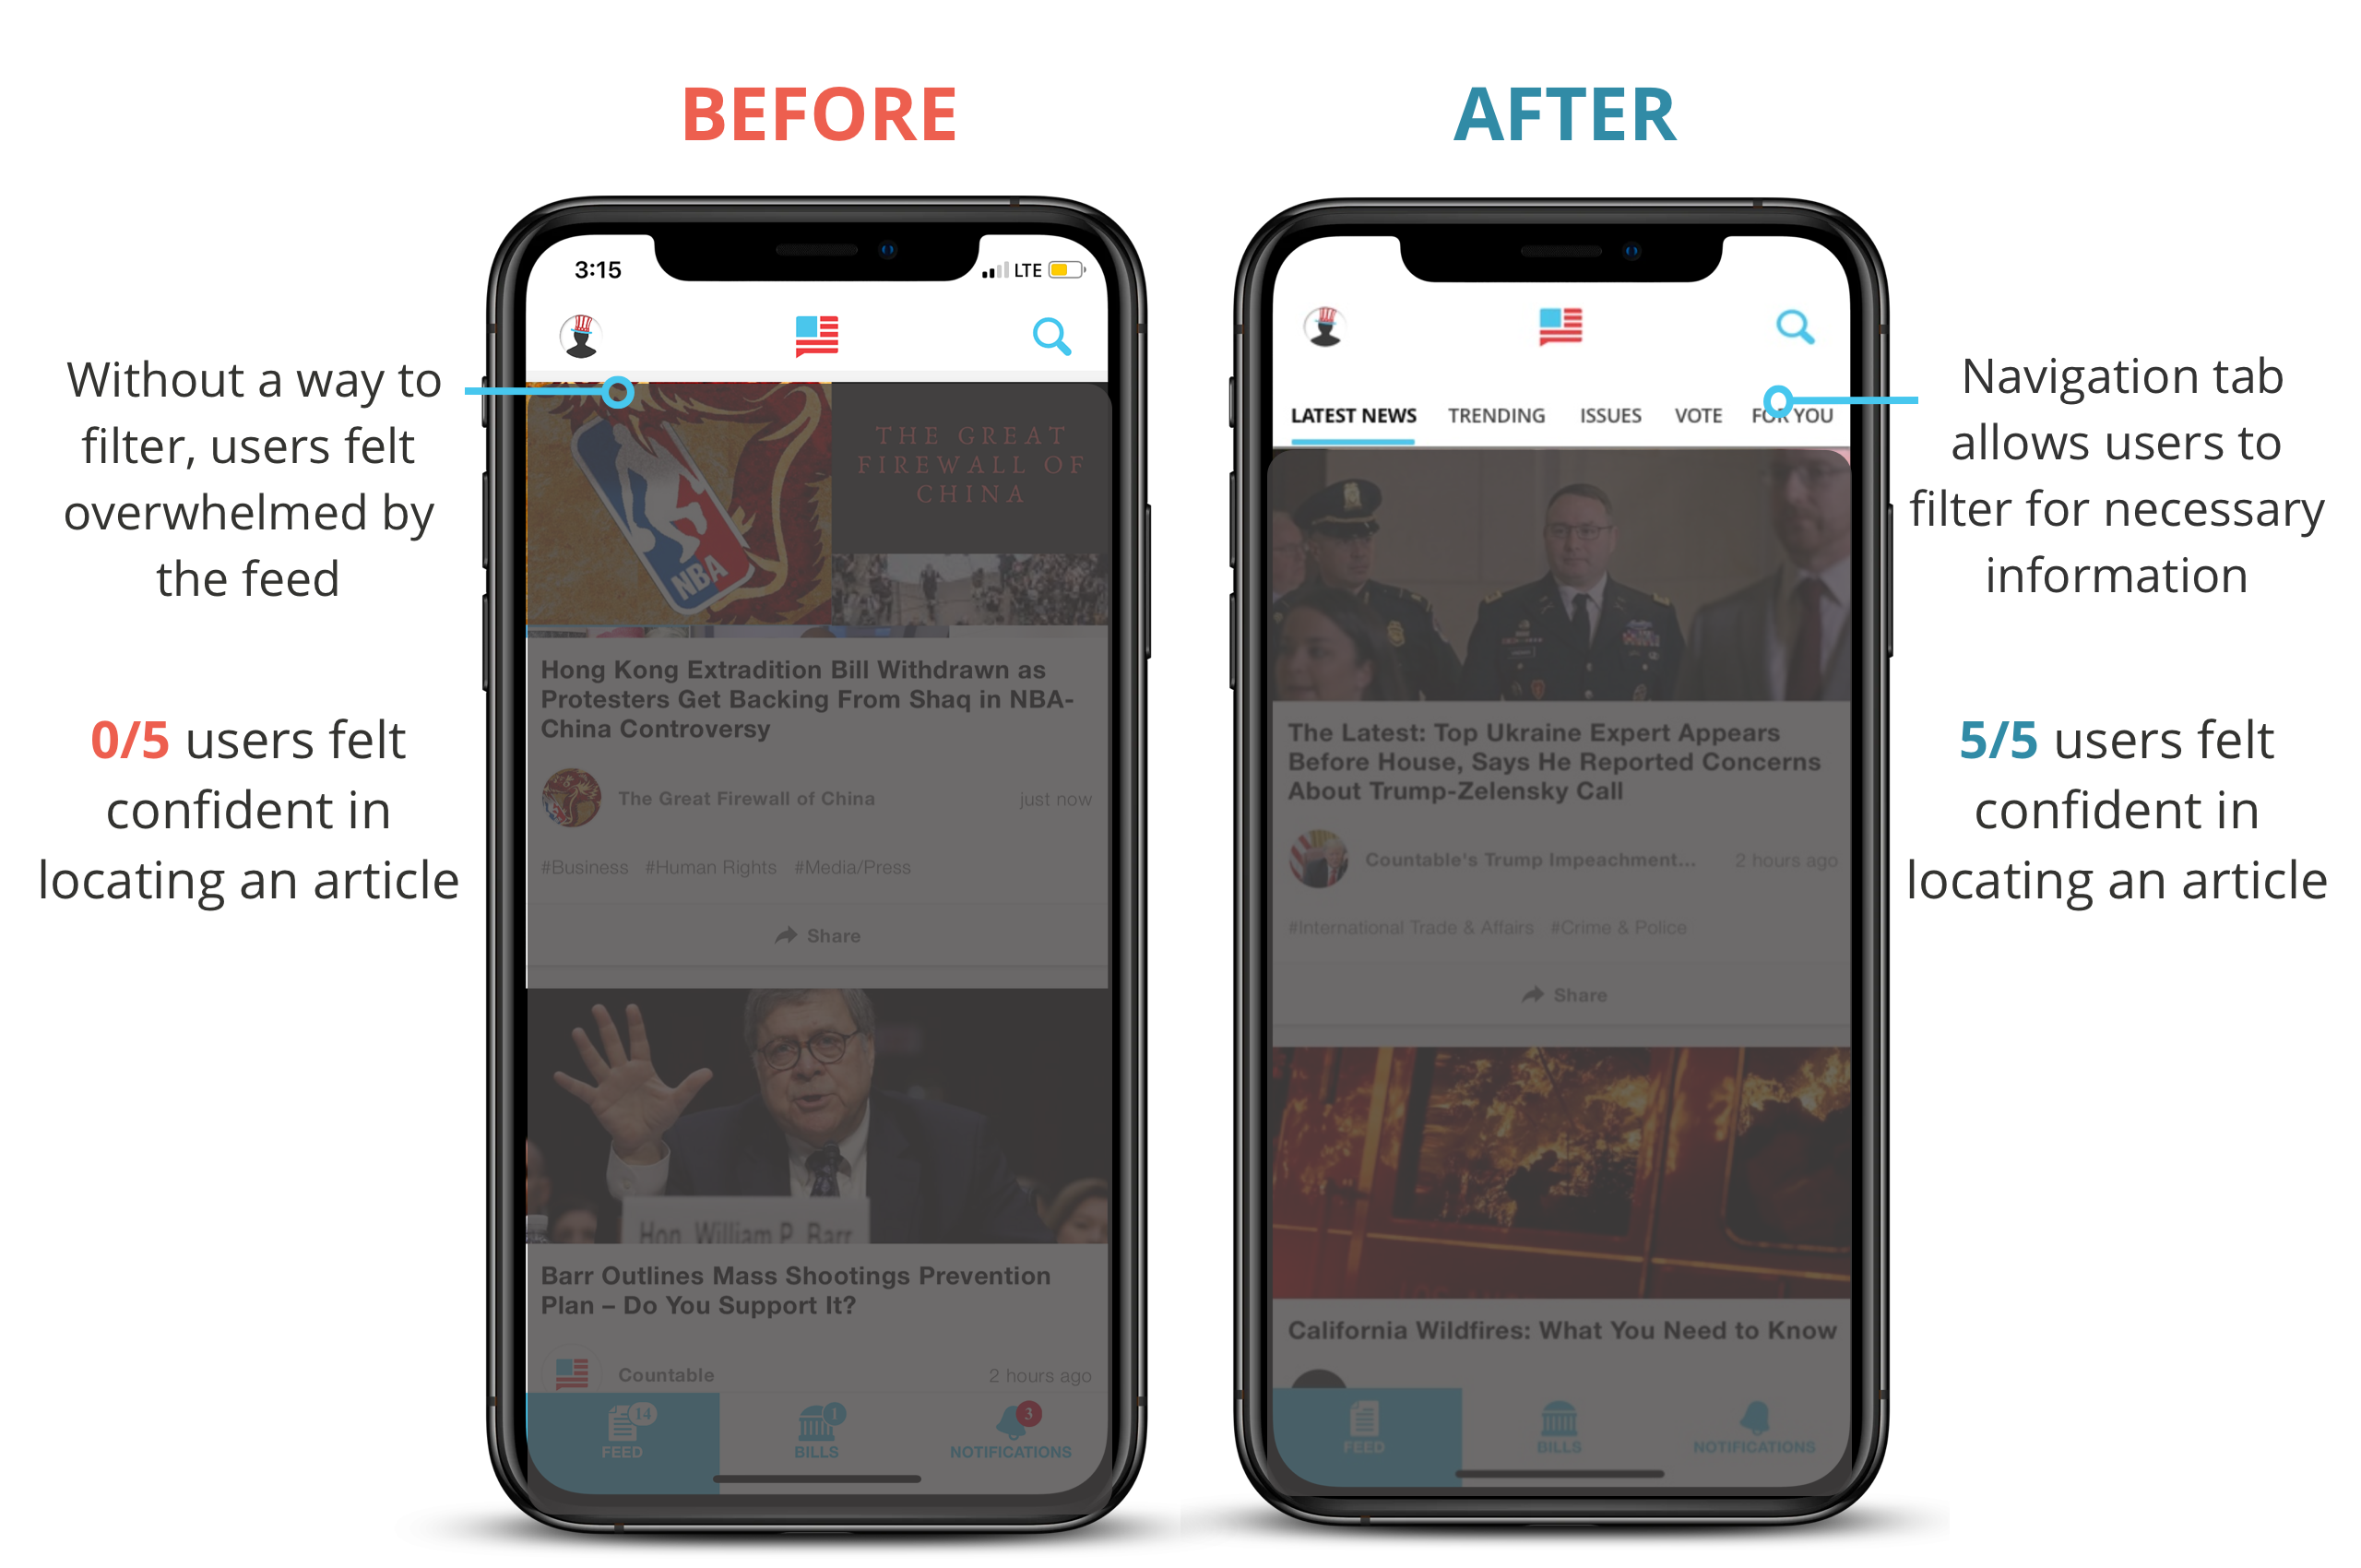 BEFORE
AFTER
Without a way to
filter, users felt
overwhelmed by
the feed
0/5 users felt
confident in
locating an article
3:15
LTE
THE GREAT
FIREWALL OF
CHINA
NBA
Hong Kong Extradition Bill Withdrawn as
Protesters Get Backing From Shaq in NBA-
China Controversy
The Great Firewall of China just now
#Business #Human Rights #Media/Press
Share
Hon. William P. Barr
Barr Outlines Mass Shootings Prevention
Plan – Do You Support It?
Countable 2 hours ago
14 1 3
FEED BILLS NOTIFICATIONS
LATEST NEWS TRENDING ISSUES VOTE FOR YOU
The Latest: Top Ukraine Expert Appears
Before House, Says He Reported Concerns
About Trump-Zelensky Call
Countable's Trump Impeachment... 2 hours ago
#International Trade & Affairs #Crime & Police
Share
California Wildfires: What You Need to Know
FEED BILLS NOTIFICATIONS
Navigation tab
allows users to
filter for necessary
information
5/5 users felt
confident in
locating an article